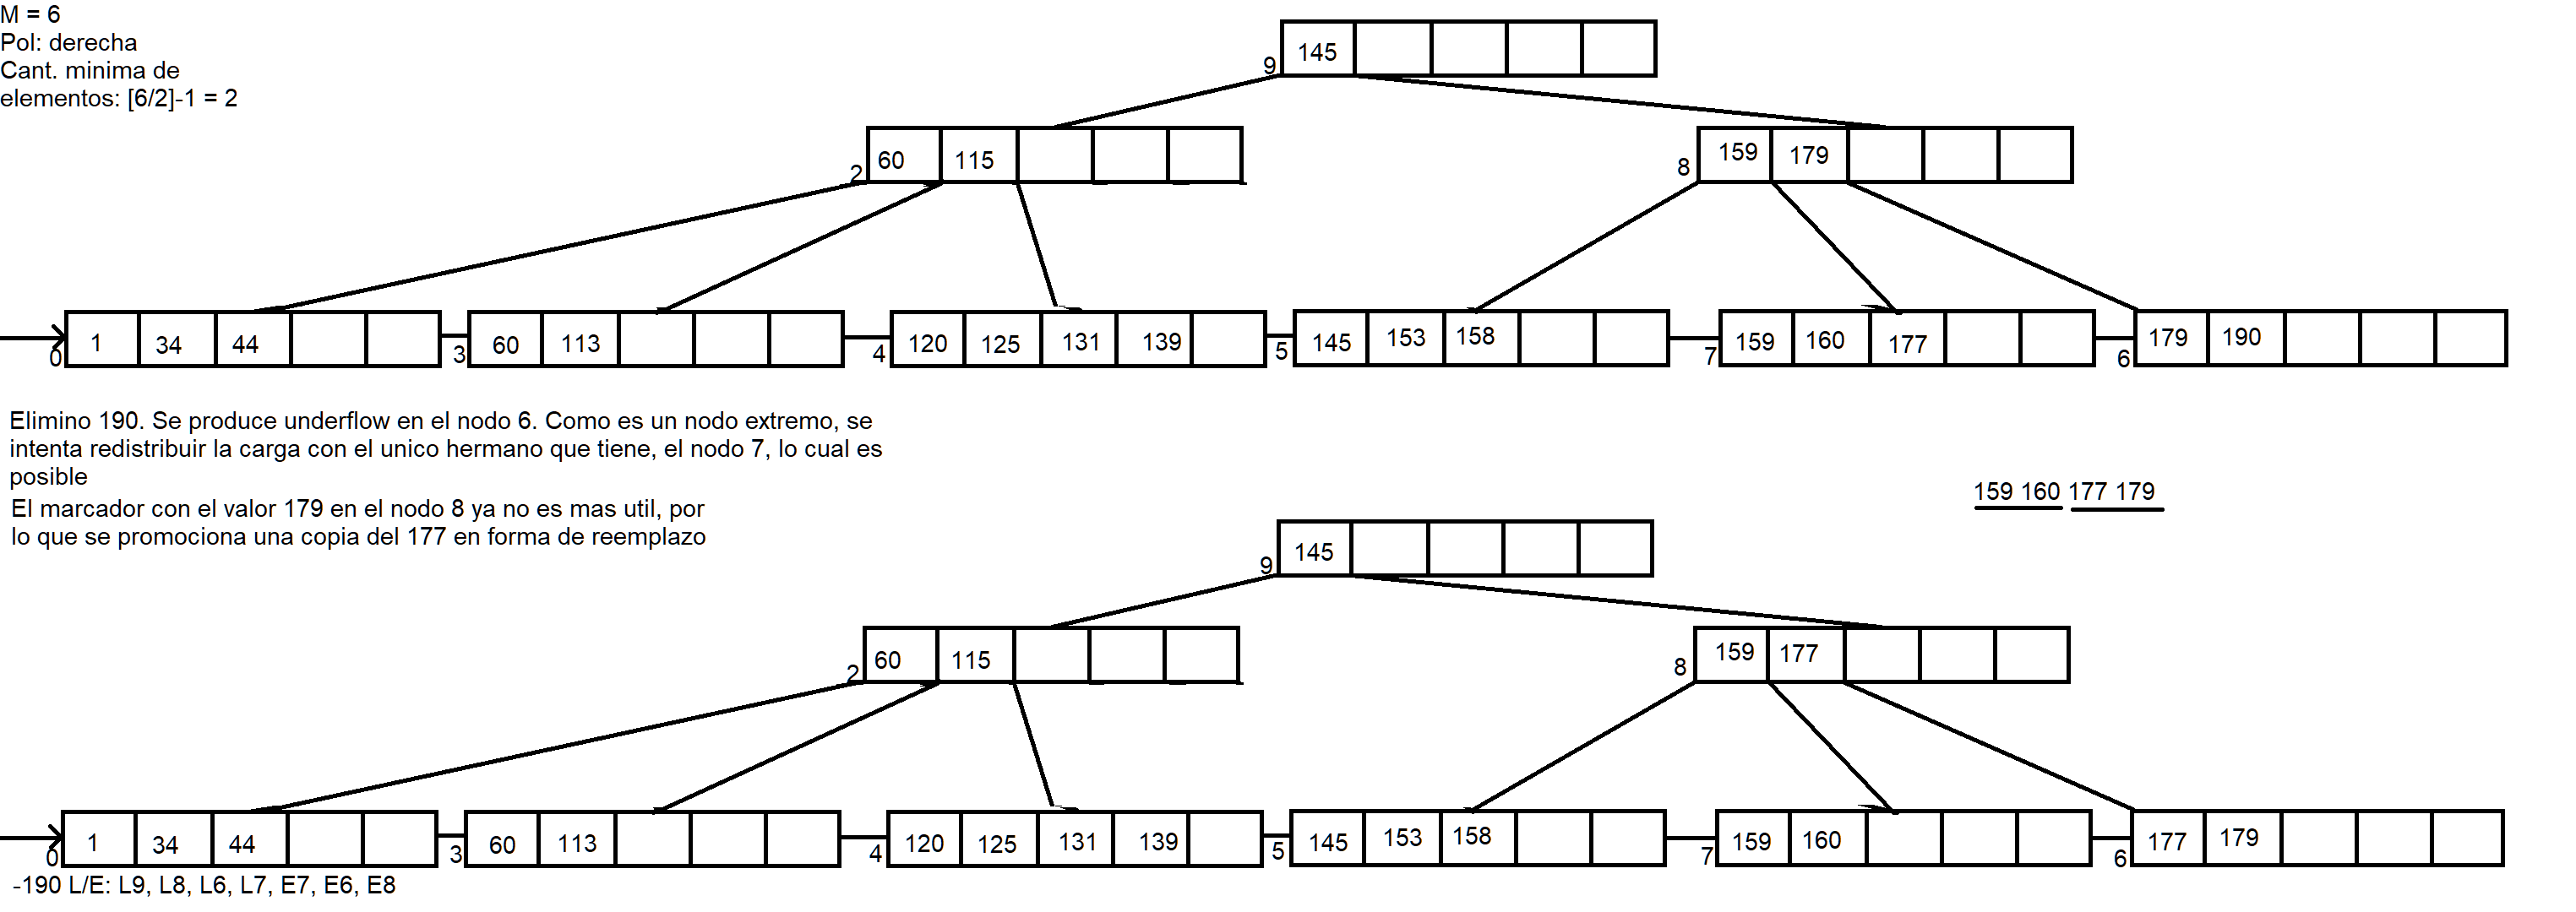 M = 6
Pol: derecha
Cant. minima de
elementos: [6/2]-1 = 2
145
9
60 115
2
159 179
8
1 34 44
0
60 113
3
120 125 131 139
4
145 153 158
5
159 160 177
7
179 190
6
Elimino 190. Se produce underflow en el nodo 6. Como es un nodo extremo, se
intenta redistribuir la carga con el unico hermano que tiene, el nodo 7, lo cual es
posible
El marcador con el valor 179 en el nodo 8 ya no es mas util, por
lo que se promociona una copia del 177 en forma de reemplazo
159 160 177 179
145
9
60 115
2
159 177
8
1 34 44
0
60 113
3
120 125 131 139
4
145 153 158
5
159 160
7
177 179
6
-190 L/E: L9, L8, L6, L7, E7, E6, E8